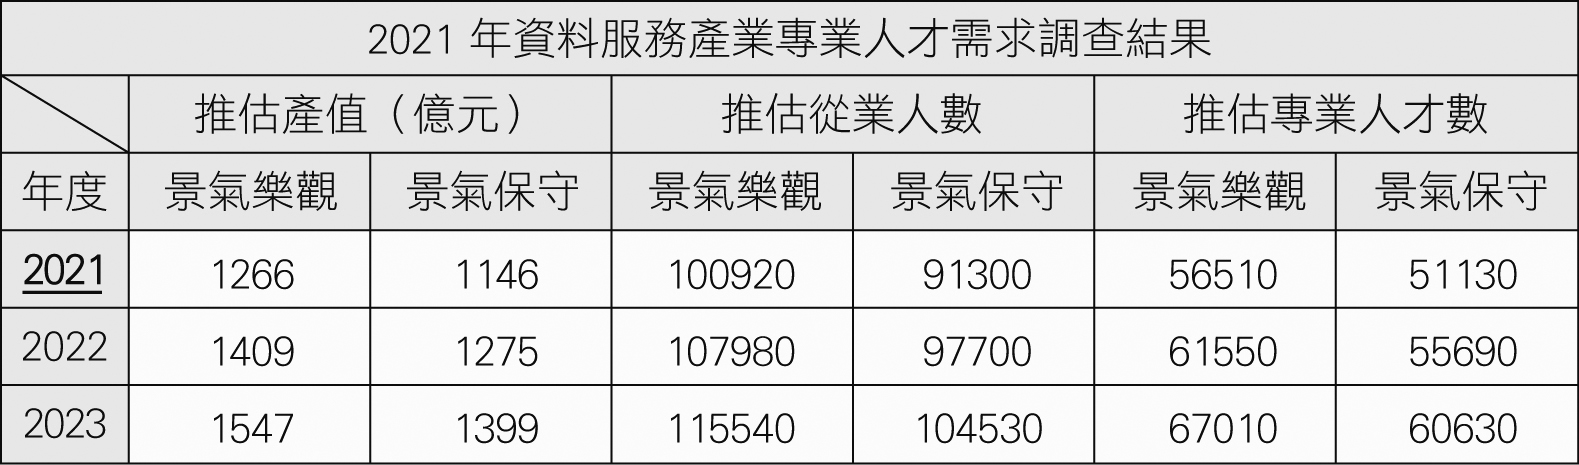 2021 年資料服務產業專業人才需求調查結果
推估產值（億元） 推估從業人數 推估專業人才數
年度 景氣樂觀 景氣保守 景氣樂觀 景氣保守 景氣樂觀 景氣保守
2021 1266 1146 100920 91300 56510 51130
2022 1409 1275 107980 97700 61550 55690
2023 1547 1399 115540 104530 67010 60630